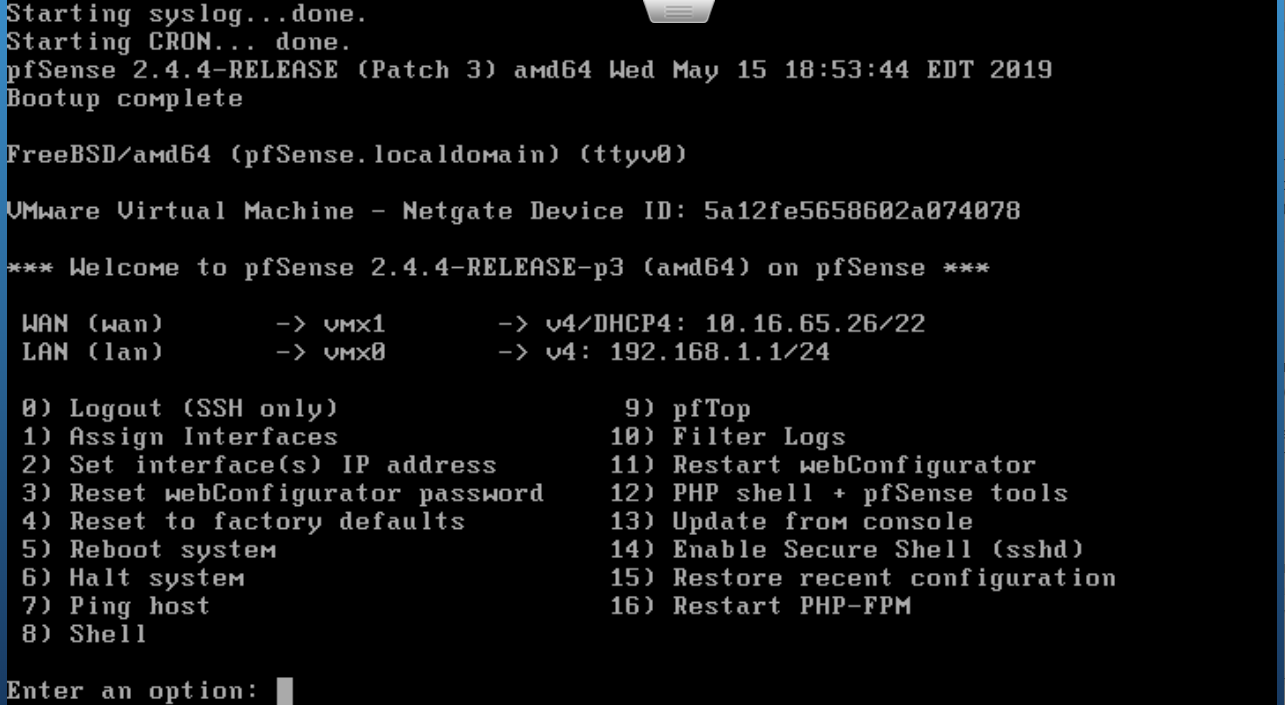 Starting syslog...done.
Starting CRON... done.
pfSense 2.4.4-RELEASE (Patch 3) amd64 Wed May 15 18:53:44 EDT 2019
Bootup complete
FreeBSD/amd64 (pfSense.localdomain) (ttyv0)
VMware Virtual Machine - Netgate Device ID: 5a12fe5658602a074078
*** Welcome to pfSense 2.4.4-RELEASE-p3 (amd64) on pfSense ***
WAN (wan) -> vmx1 -> v4/DHCP4: 10.16.65.26/22
LAN (lan) -> vmx0 -> v4: 192.168.1.1/24
0) Logout (SSH only) 9) pfTop
1) Assign Interfaces 10) Filter Logs
2) Set interface(s) IP address 11) Restart webConfigurator
3) Reset webConfigurator password 12) PHP shell + pfSense tools
4) Reset to factory defaults 13) Update from console
5) Reboot system 14) Enable Secure Shell (sshd)
6) Halt system 15) Restore recent configuration
7) Ping host 16) Restart PHP-FPM
8) Shell
Enter an option: